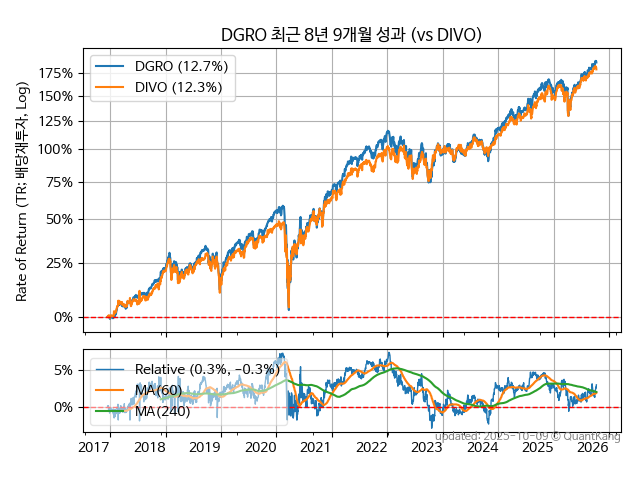 DGRO 최근 8년 9개월 성과 (vs DIVO)
DGRO (12.7%)
DIVO (12.3%)
Rate of Return (TR; 배당재투자, Log)
175%
150%
125%
100%
75%
50%
25%
0%
Relative (0.3%, −0.3%)
MA(60)
MA(240)
5%
0%
2017 2018 2019 2020 2021 2022 2023 2024 2025 2026
updated: 2025-10-09 © QuantKang